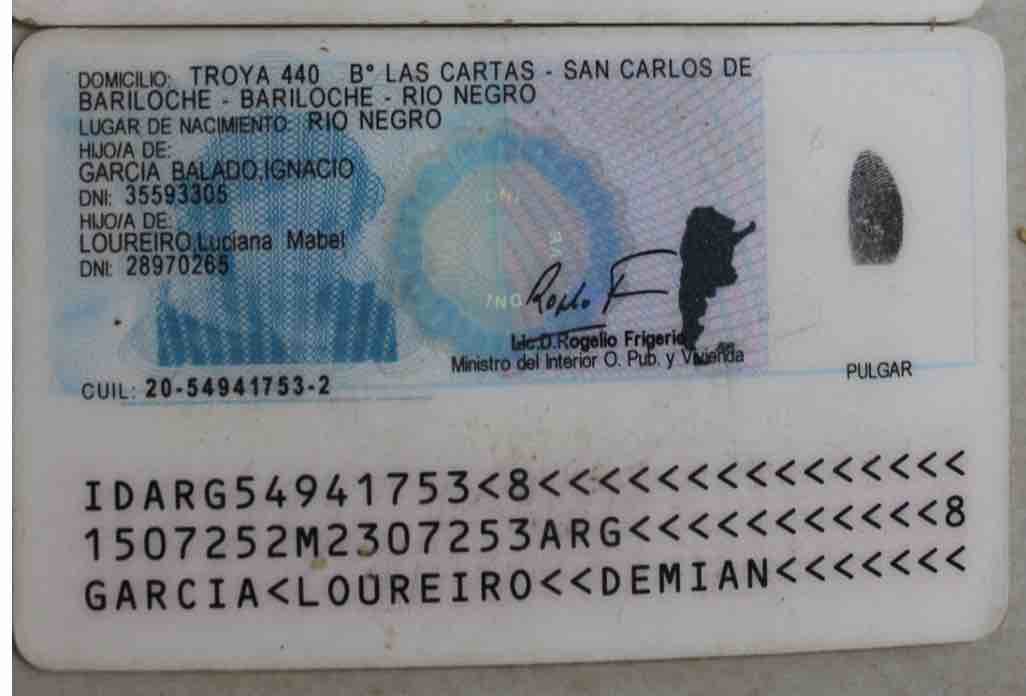 DOMICILIO: TROYA 440 B° LAS CARTAS - SAN CARLOS DE
BARILOCHE - BARILOCHE - RIO NEGRO
LUGAR DE NACIMIENTO: RIO NEGRO
HIJO/A DE:
GARCIA BALADO,IGNACIO
DNI: 35593305
HIJO/A DE:
LOUREIRO,Luciana Mabel
DNI: 28970265
DNI
DNI
Lic.D.Rogelio Frigerio
Ministro del Interior O. Pub. y Vivienda
PULGAR
CUIL: 20-54941753-2
IDARG54941753<8<<<<<<<<<<<<<<<
1507252M2307253ARG<<<<<<<<<<<8
GARCIA<LOUREIRO<<DEMIAN<<<<<<<